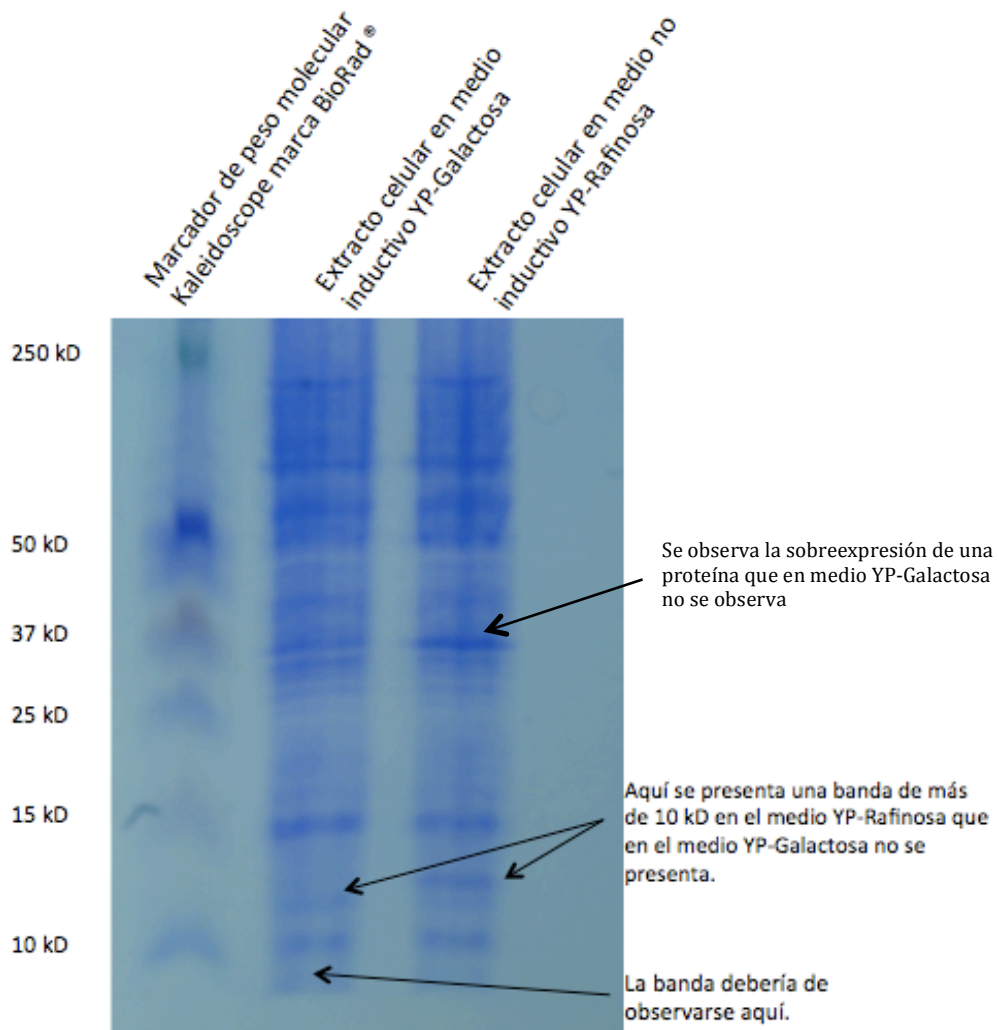 Marcador de peso molecular
Kaleidoscope marca BioRad ®
Extracto celular en medio
inductivo YP-Galactosa
Extracto celular en medio no
inductivo YP-Rafinosa
250 kD
50 kD
37 kD
25 kD
15 kD
10 kD
Se observa la sobreexpresión de una
proteína que en medio YP-Galactosa
no se observa
Aquí se presenta una banda de más
de 10 kD en el medio YP-Rafinosa que
en el medio YP-Galactosa no se
presenta.
La banda debería de
observarse aquí.